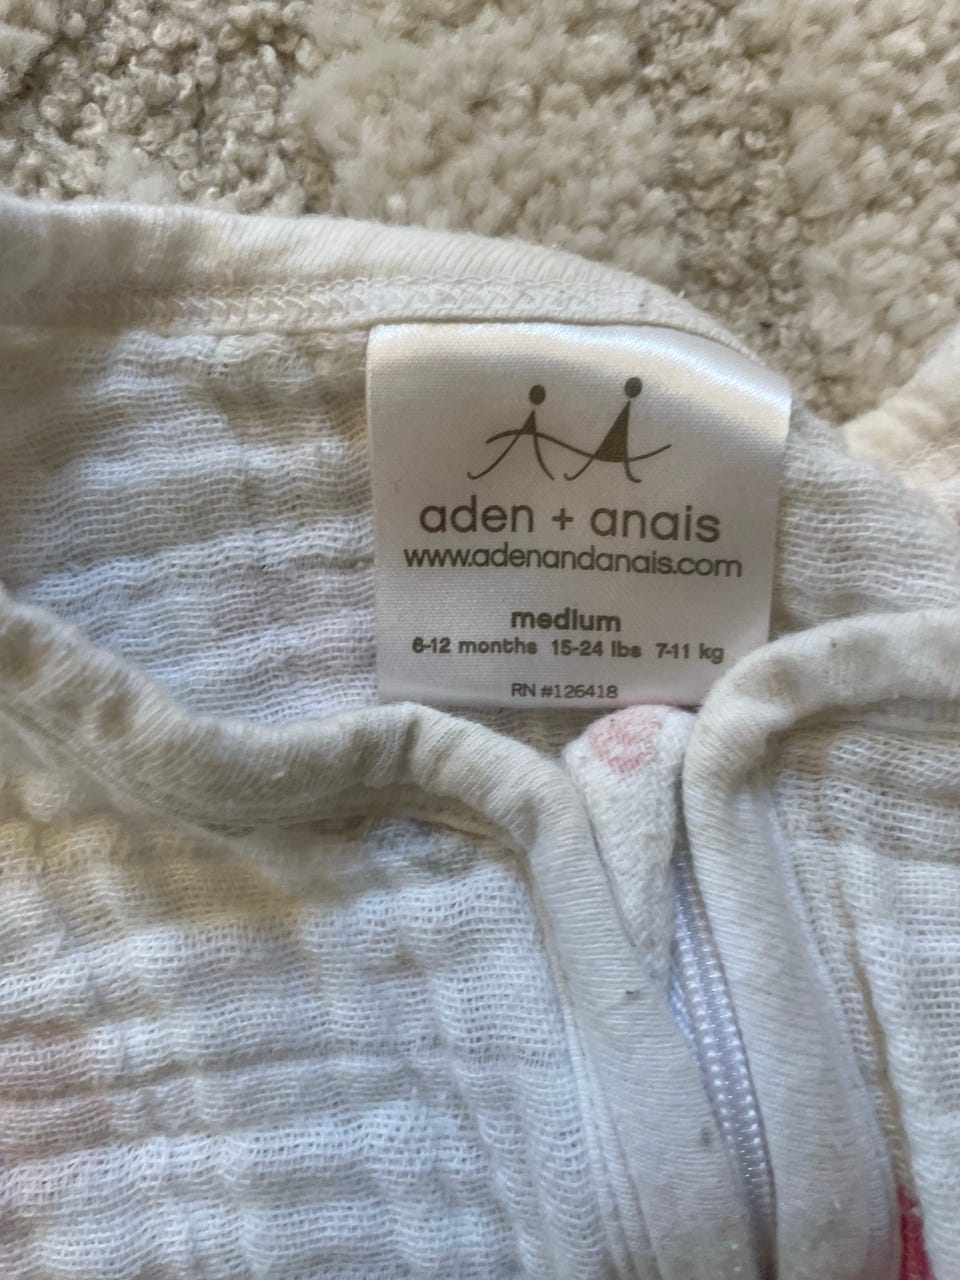 aden + anais
www.adenandanais.com
medium
6-12 months 15-24 lbs 7-11 kg
RN #126418